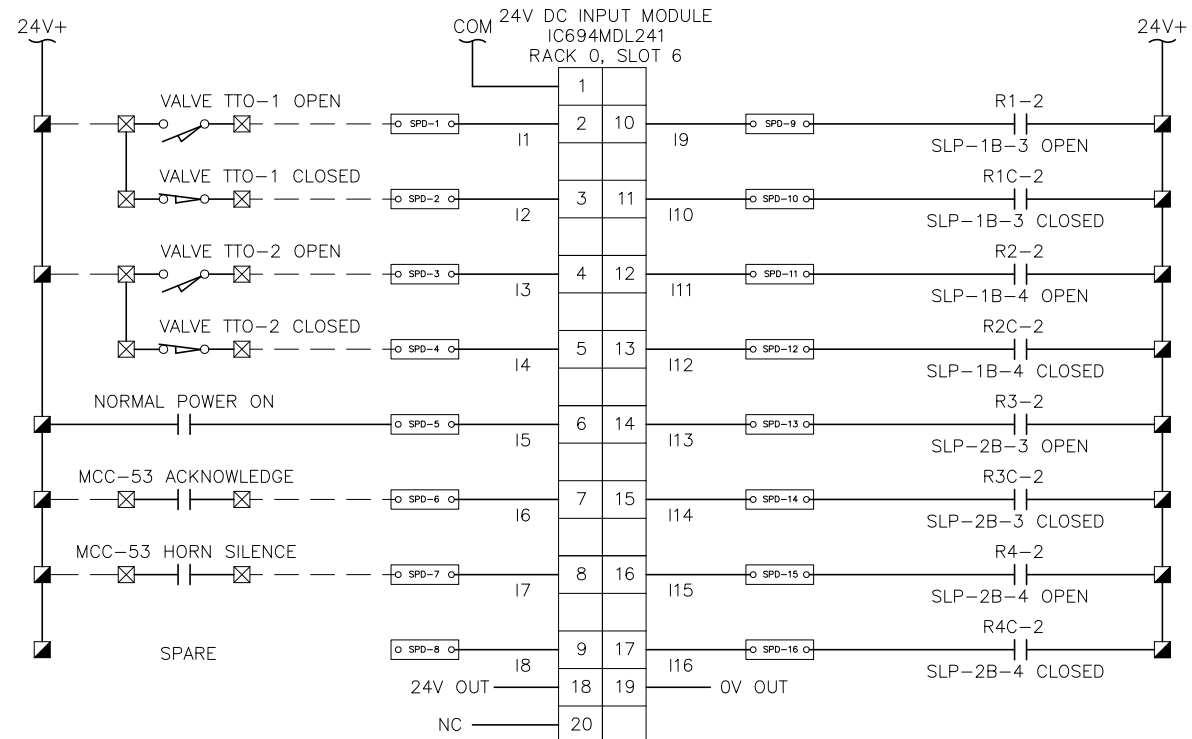 24V+
COM
24V DC INPUT MODULE
IC694MDL241
RACK 0, SLOT 6
24V+
1
VALVE TTO-1 OPEN
SPD-1
I1
2
10
I9
SPD-9
R1-2
SLP-1B-3 OPEN
VALVE TTO-1 CLOSED
SPD-2
I2
3
11
I10
SPD-10
R1C-2
SLP-1B-3 CLOSED
VALVE TTO-2 OPEN
SPD-3
I3
4
12
I11
SPD-11
R2-2
SLP-1B-4 OPEN
VALVE TTO-2 CLOSED
SPD-4
I4
5
13
I12
SPD-12
R2C-2
SLP-1B-4 CLOSED
NORMAL POWER ON
SPD-5
I5
6
14
I13
SPD-13
R3-2
SLP-2B-3 OPEN
MCC-53 ACKNOWLEDGE
SPD-6
I6
7
15
I14
SPD-14
R3C-2
SLP-2B-3 CLOSED
MCC-53 HORN SILENCE
SPD-7
I7
8
16
I15
SPD-15
R4-2
SLP-2B-4 OPEN
SPARE
SPD-8
I8
9
17
I16
SPD-16
R4C-2
SLP-2B-4 CLOSED
24V OUT
18
19
0V OUT
NC
20